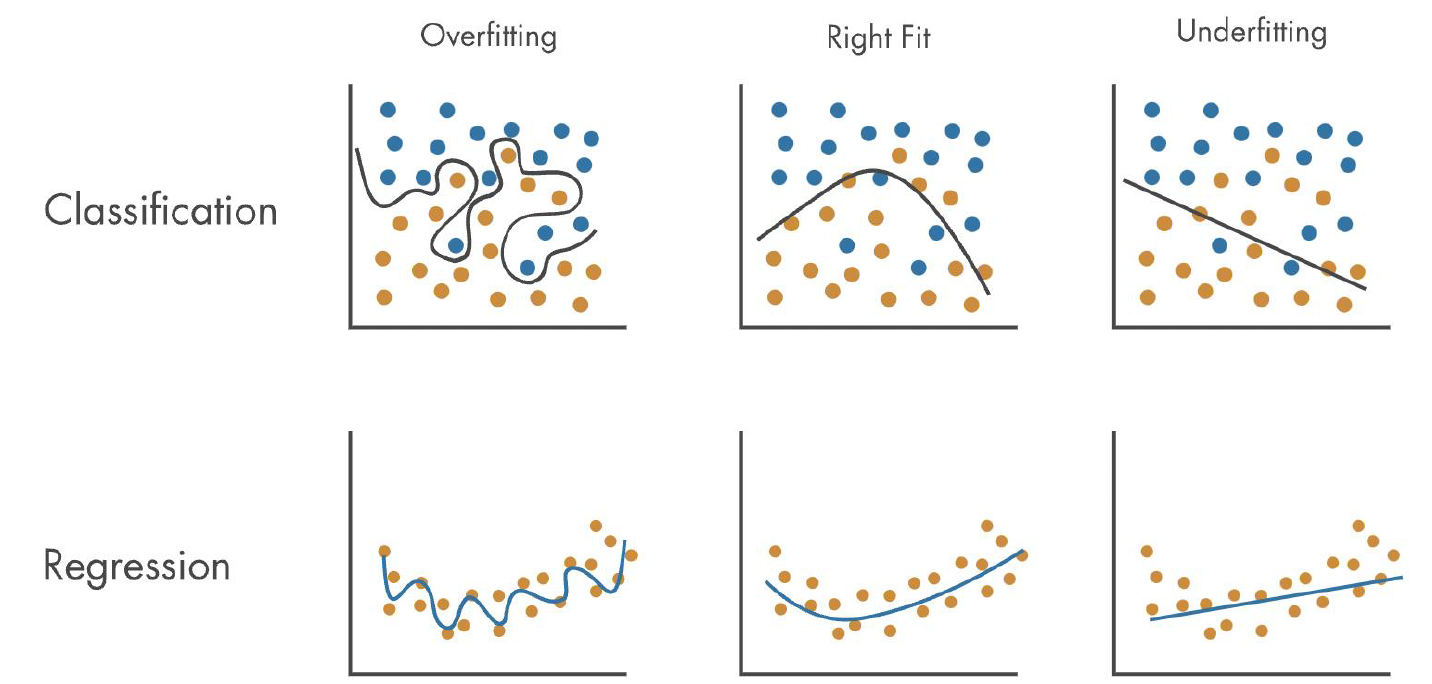 Overfitting
Right Fit
Underfitting
Classification
Regression